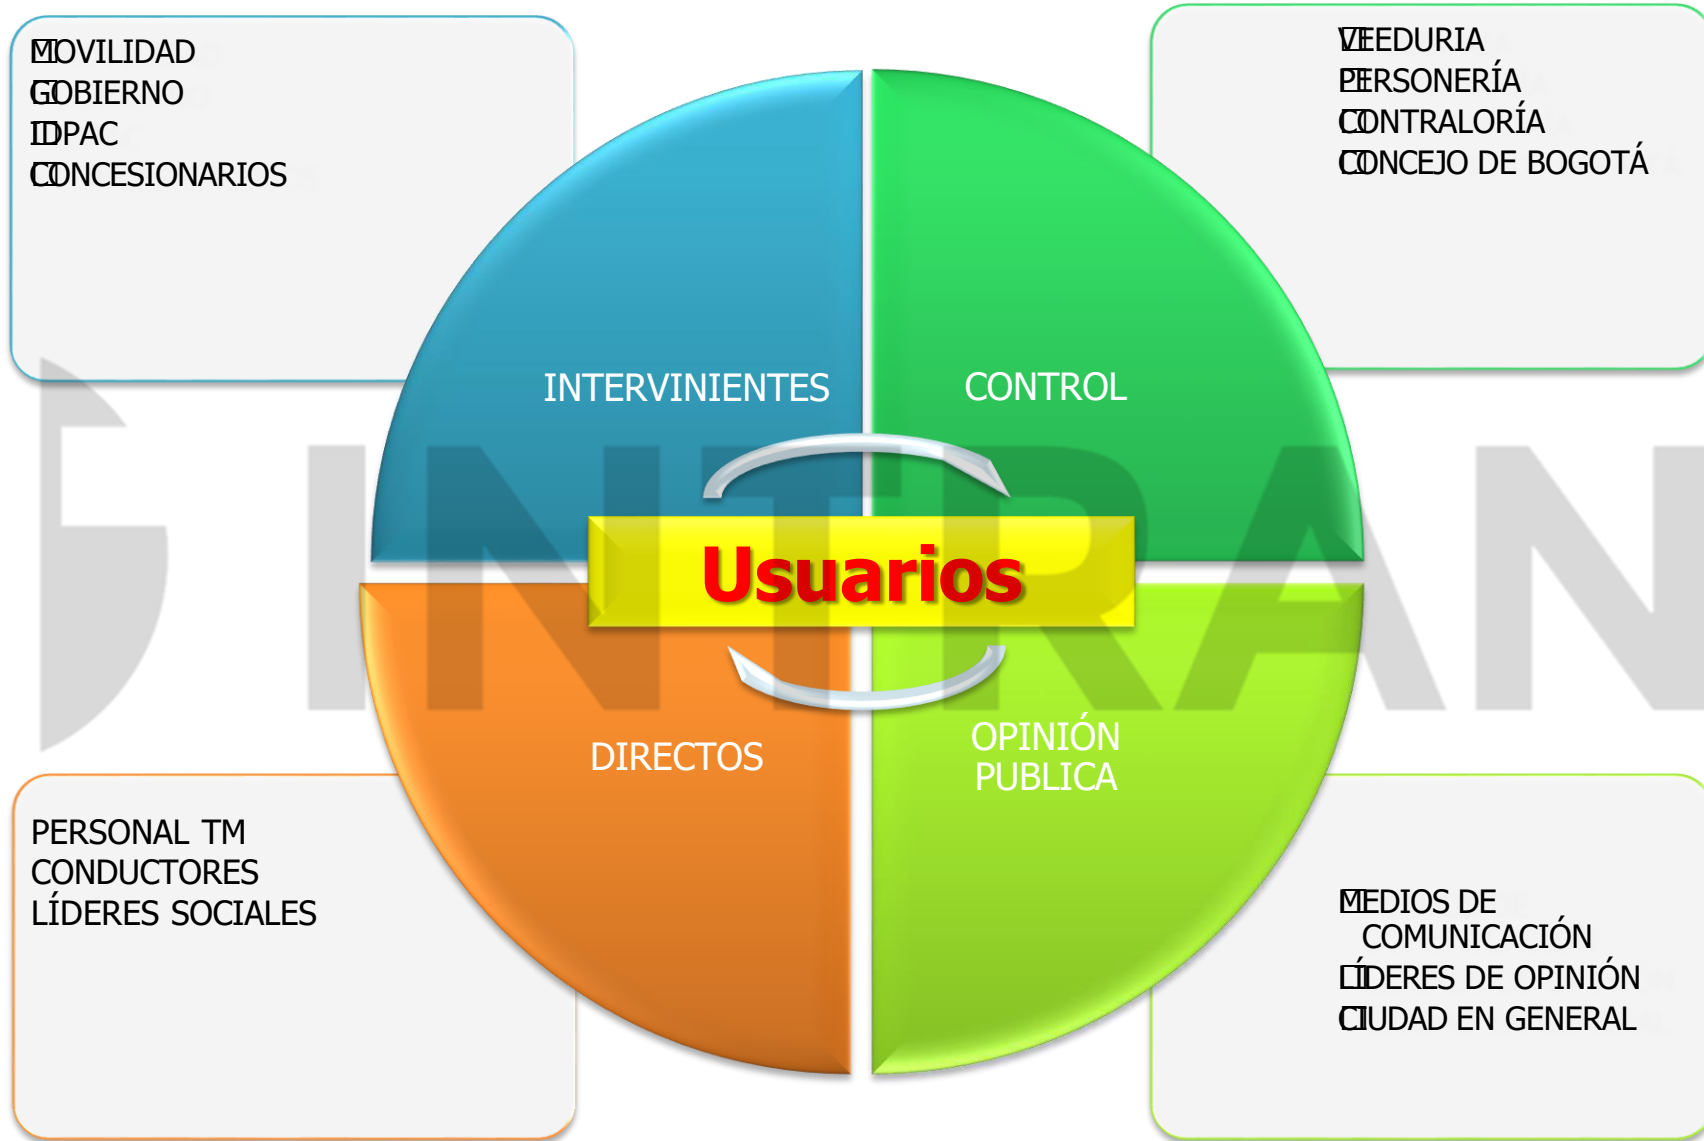 MOVILIDAD
GOBIERNO
IDPAC
CONCESIONARIOS
VEEDURIA
PERSONERÍA
CONTRALORÍA
CONCEJO DE BOGOTÁ
INTERVINIENTES
CONTROL
Usuarios
DIRECTOS
OPINIÓN
PUBLICA
PERSONAL TM
CONDUCTORES
LÍDERES SOCIALES
MEDIOS DE
COMUNICACIÓN
LÍDERES DE OPINIÓN
CIUDAD EN GENERAL
INTRAN